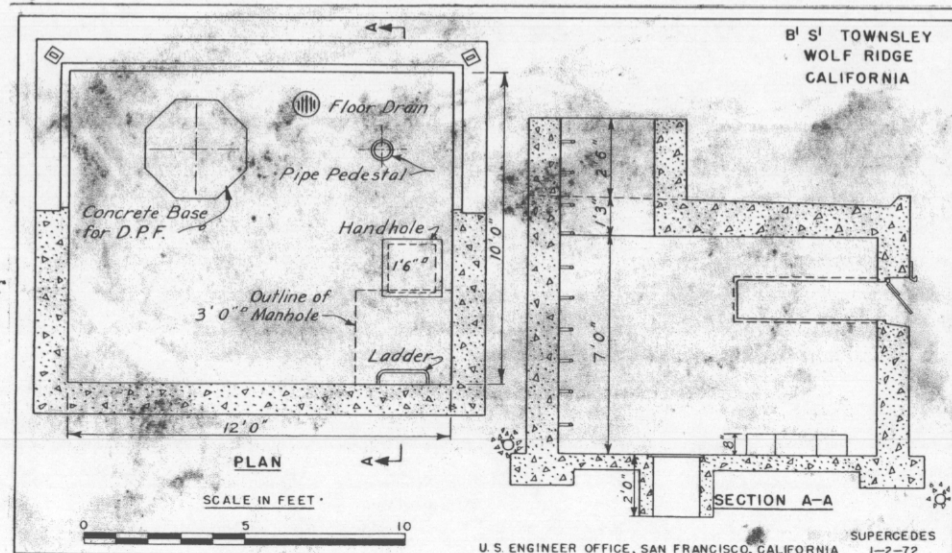 B' S' TOWNSLEY
WOLF RIDGE
CALIFORNIA
A
Floor Drain
Pipe Pedestal
Concrete Base
for D.P.F.
Handhole
1'6"□
Outline of
3'0"□ Manhole
Ladder
10'0"
12'0"
PLAN
A
SCALE IN FEET
0 5 10
2'6"
1'3"
7'0"
8"
2'0"
SECTION A-A
U.S. ENGINEER OFFICE, SAN FRANCISCO, CALIFORNIA
SUPERCEDES
1-2-72